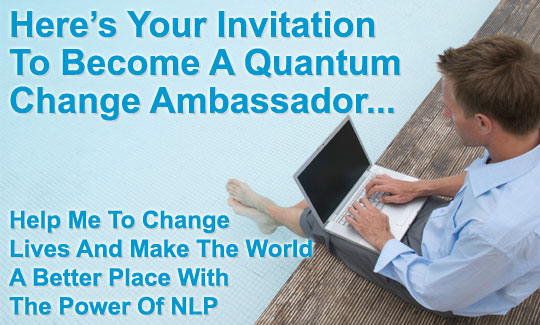 Here’s Your Invitation
To Become A Quantum
Change Ambassador...
Help Me To Change
Lives And Make The World
A Better Place With
The Power Of NLP